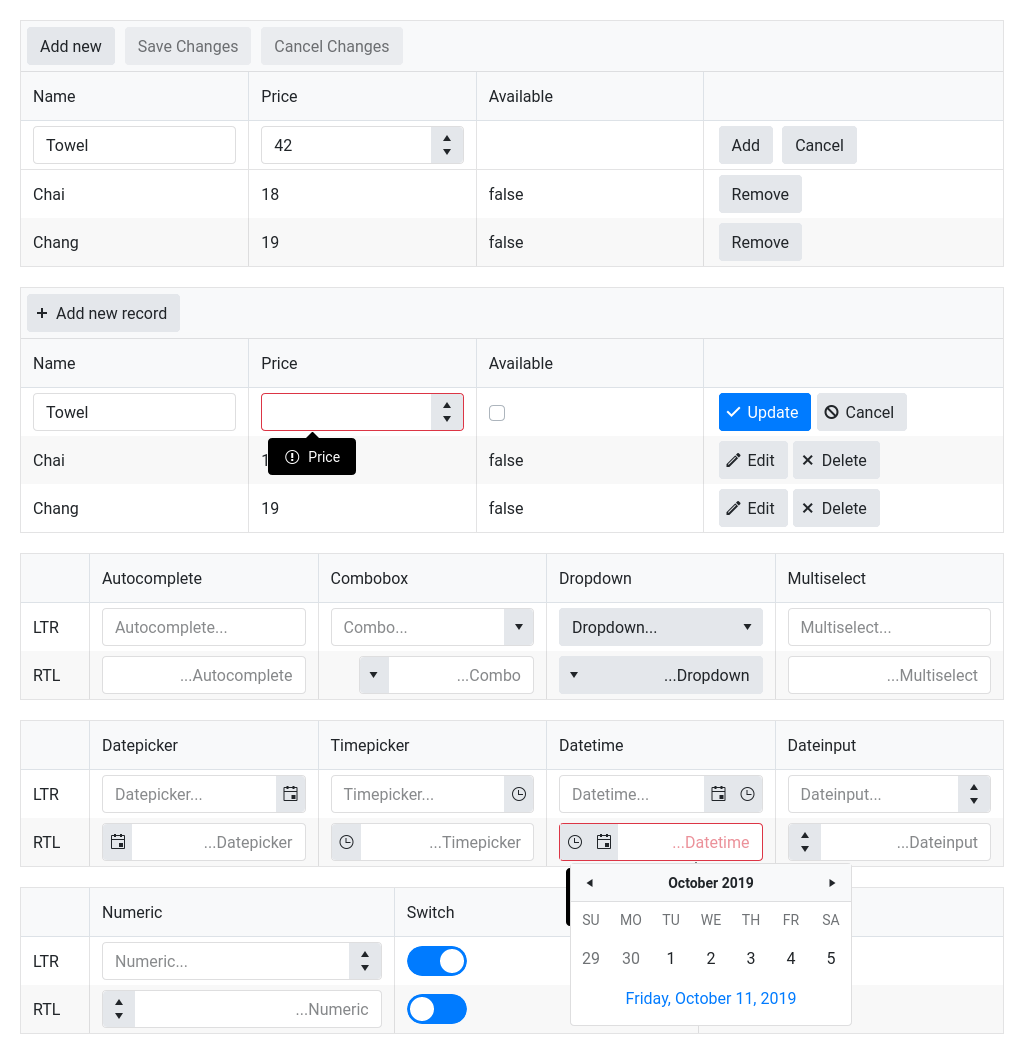 Add new Save Changes Cancel Changes
Name Price Available
Towel 42 Add Cancel
Chai 18 false Remove
Chang 19 false Remove
Add new record
Name Price Available
Towel Update Cancel
Price
Chai 1 false Edit Delete
Chang 19 false Edit Delete
Autocomplete Combobox Dropdown Multiselect
LTR Autocomplete... Combo... Dropdown... Multiselect...
RTL ...Autocomplete ...Combo ...Dropdown ...Multiselect
Datepicker Timepicker Datetime Dateinput
LTR Datepicker... Timepicker... Datetime... Dateinput...
RTL ...Datepicker ...Timepicker ...Datetime ...Dateinput
Numeric Switch
LTR Numeric...
RTL ...Numeric
October 2019
SU MO TU WE TH FR SA
29 30 1 2 3 4 5
Friday, October 11, 2019